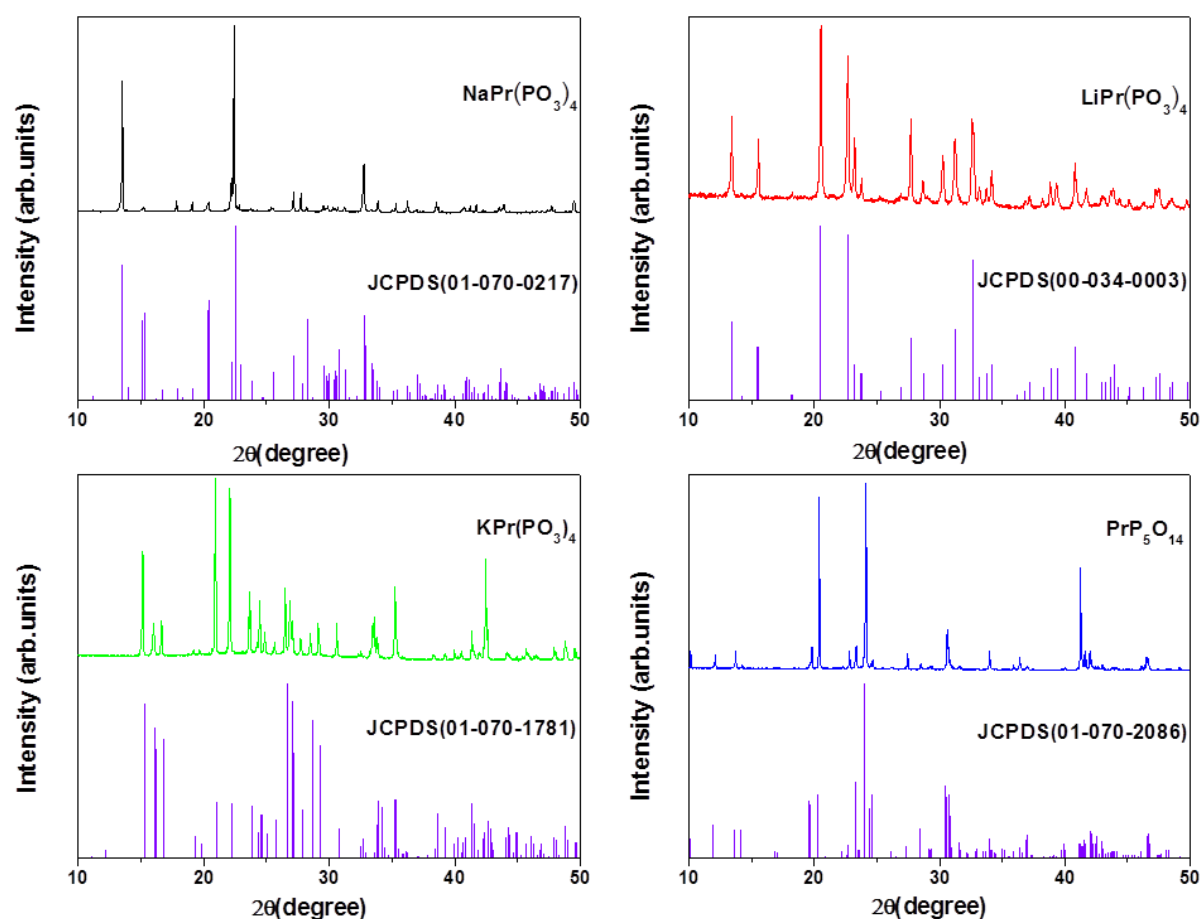 Intensity (arb.units)
NaPr(PO₃)₄
JCPDS(01-070-0217)
10 20 30 40 50
2θ(degree)
Intensity (arb.units)
LiPr(PO₃)₄
JCPDS(00-034-0003)
10 20 30 40 50
2θ(degree)
Intensity (arb.units)
KPr(PO₃)₄
JCPDS(01-070-1781)
10 20 30 40 50
2θ(degree)
Intensity (arb.units)
PrP₅O₁₄
JCPDS(01-070-2086)
10 20 30 40 50
2θ(degree)